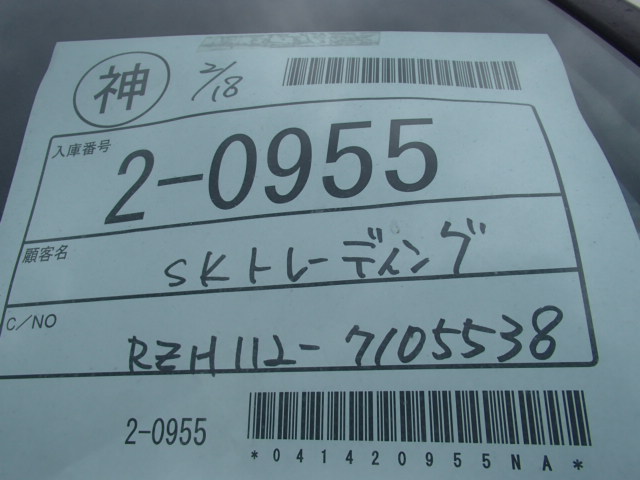 神 2/18
入庫番号
2-0955
顧客名
SKトレーディング
C/NO
RZH112-7105538
2-0955
*041420955NA*